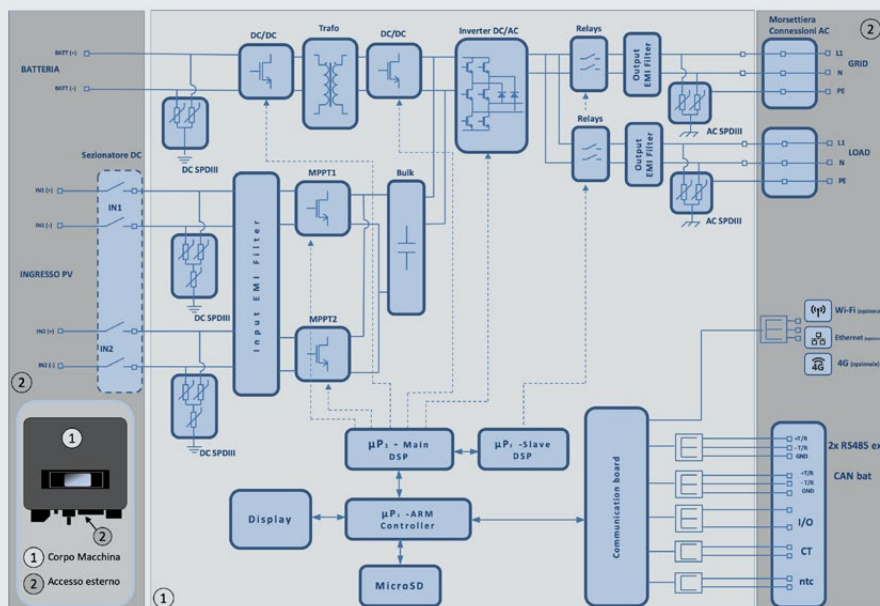 1
DC/DC
Trafo
DC/DC
Inverter DC/AC
Relays
Output
EMI Filter
Morsettiera
Connessioni AC
2
BATT (+)
BATTERIA
BATT (-)
L1
GRID
N
PE
DC SPDIII
AC SPDIII
Relays
Output
EMI Filter
L1
LOAD
N
PE
AC SPDIII
Sezionatore DC
IN1 (+)
IN1
IN1 (-)
INGRESSO PV
IN2 (+)
IN2
IN2 (-)
DC SPDIII
DC SPDIII
Input EMI Filter
MPPT1
MPPT2
Bulk
Wi-Fi
Ethernet
4G
4G (opzionale)
2
1
2
1 Corpo Macchina
2 Accesso esterno
- Main
DSP
-Slave
DSP
-ARM
Controller
Display
MicroSD
Communication board
+T/R
- T/R
GND
2x RS485 ex
+T/R
- T/R
GND
CAN bat
I/O
CT
ntc
1